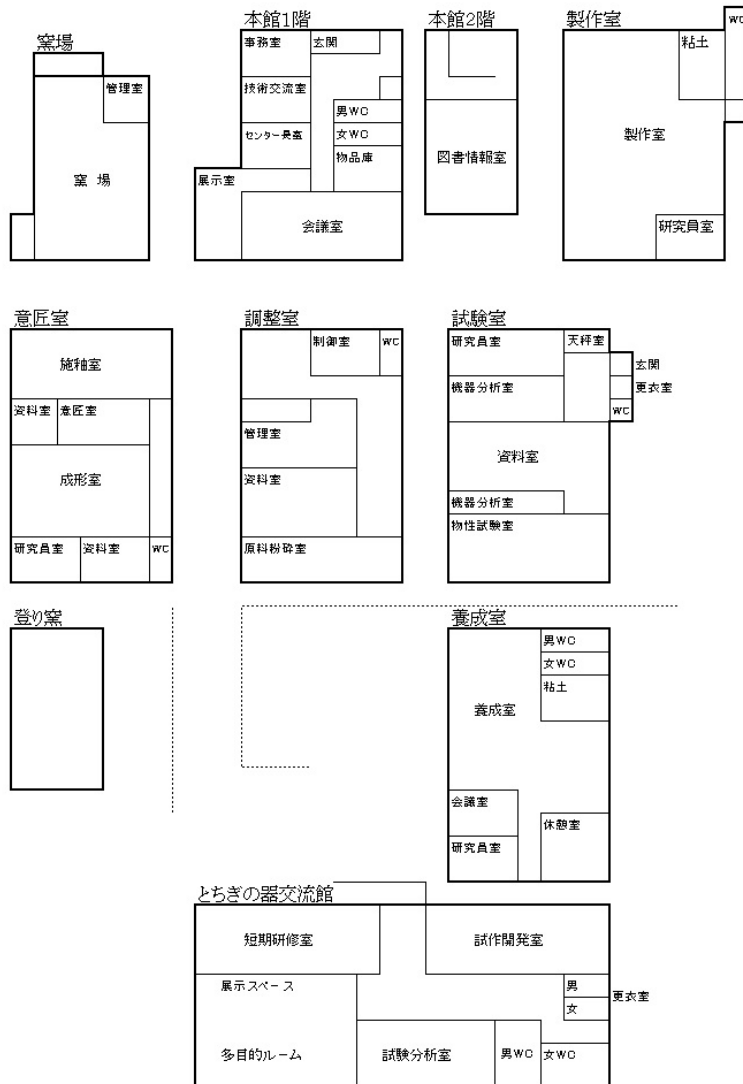 窯場
管理室
窯 場
本館1階
事務室
玄関
技術交流室
男WC
センター長室
女WC
物品庫
展示室
会議室
本館2階
図書情報室
製作室
WC
粘土
製作室
研究員室
意匠室
施釉室
資料室
意匠室
成形室
研究員室
資料室
WC
調整室
制御室
WC
管理室
資料室
原料粉砕室
試験室
研究員室
天秤室
玄関
機器分析室
更衣室
WC
資料室
機器分析室
物性試験室
登り窯
養成室
男WC
女WC
粘土
養成室
会議室
休憩室
研究員室
とちぎの器交流館
短期研修室
試作開発室
展示スペース
男
更衣室
女
多目的ルーム
試験分析室
男WC
女WC